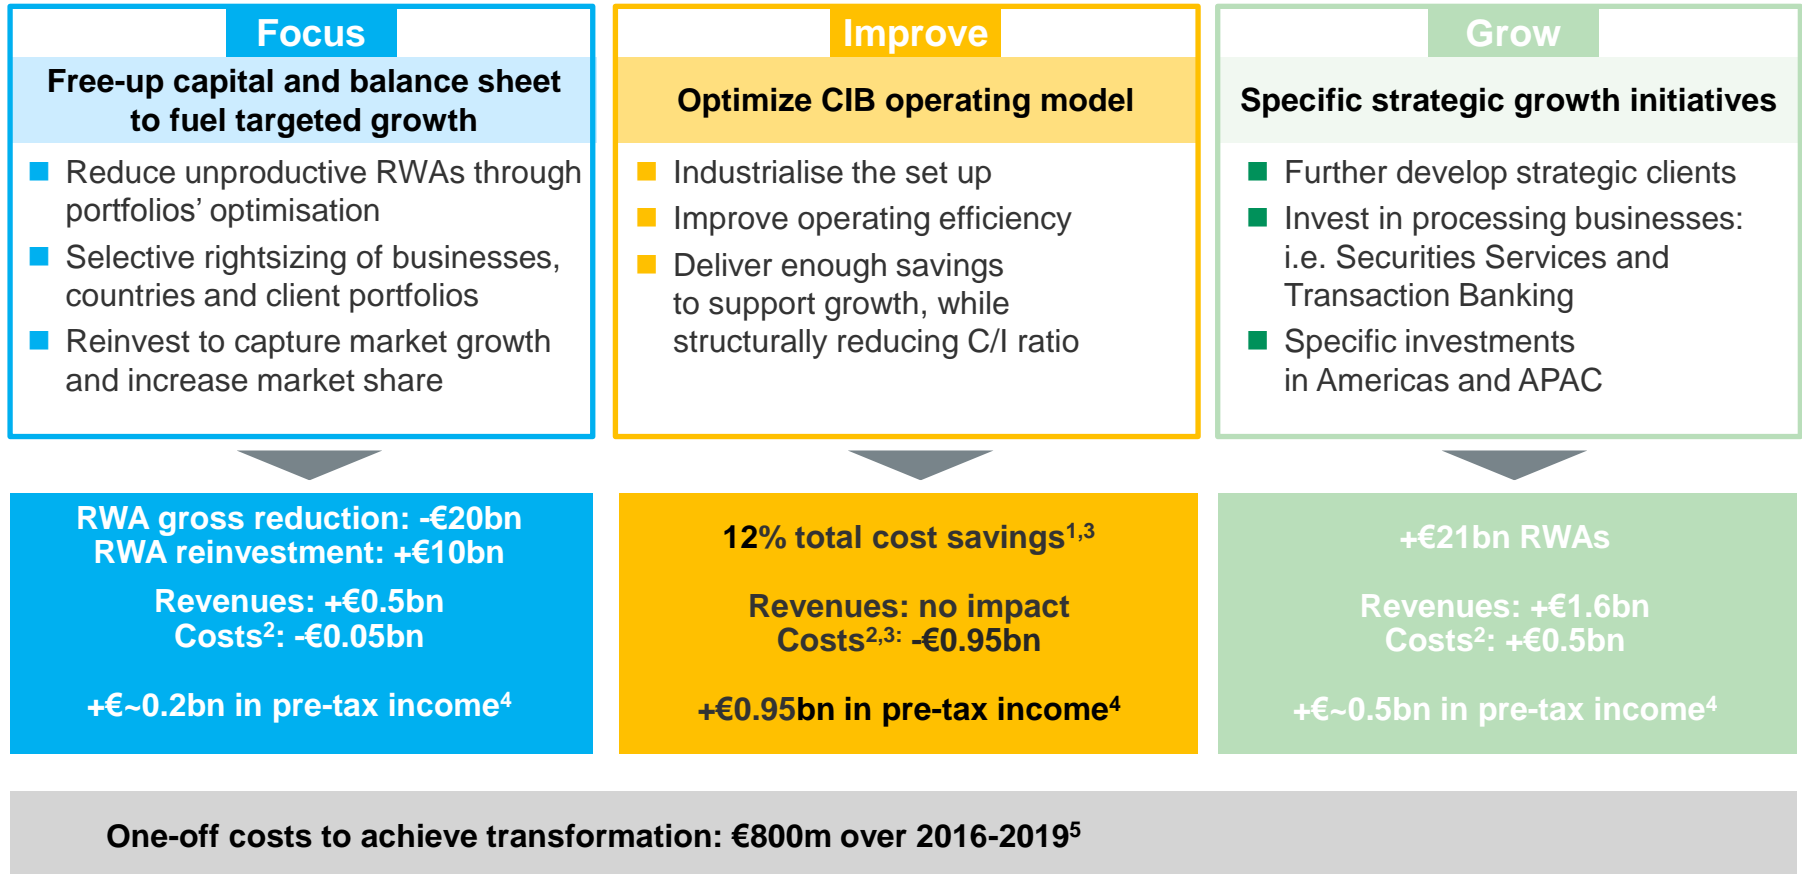 Focus
Free-up capital and balance sheet
to fuel targeted growth
■ Reduce unproductive RWAs through
portfolios’ optimisation
■ Selective rightsizing of businesses,
countries and client portfolios
■ Reinvest to capture market growth
and increase market share
RWA gross reduction: -€20bn
RWA reinvestment: +€10bn
Revenues: +€0.5bn
Costs²: -€0.05bn
+€~0.2bn in pre-tax income⁴
Improve
Optimize CIB operating model
■ Industrialise the set up
■ Improve operating efficiency
■ Deliver enough savings
to support growth, while
structurally reducing C/I ratio
12% total cost savings¹,³
Revenues: no impact
Costs²,³: -€0.95bn
+€0.95bn in pre-tax income⁴
Grow
Specific strategic growth initiatives
■ Further develop strategic clients
■ Invest in processing businesses:
i.e. Securities Services and
Transaction Banking
■ Specific investments
in Americas and APAC
+€21bn RWAs
Revenues: +€1.6bn
Costs²: +€0.5bn
+€~0.5bn in pre-tax income⁴
One-off costs to achieve transformation: €800m over 2016-2019⁵